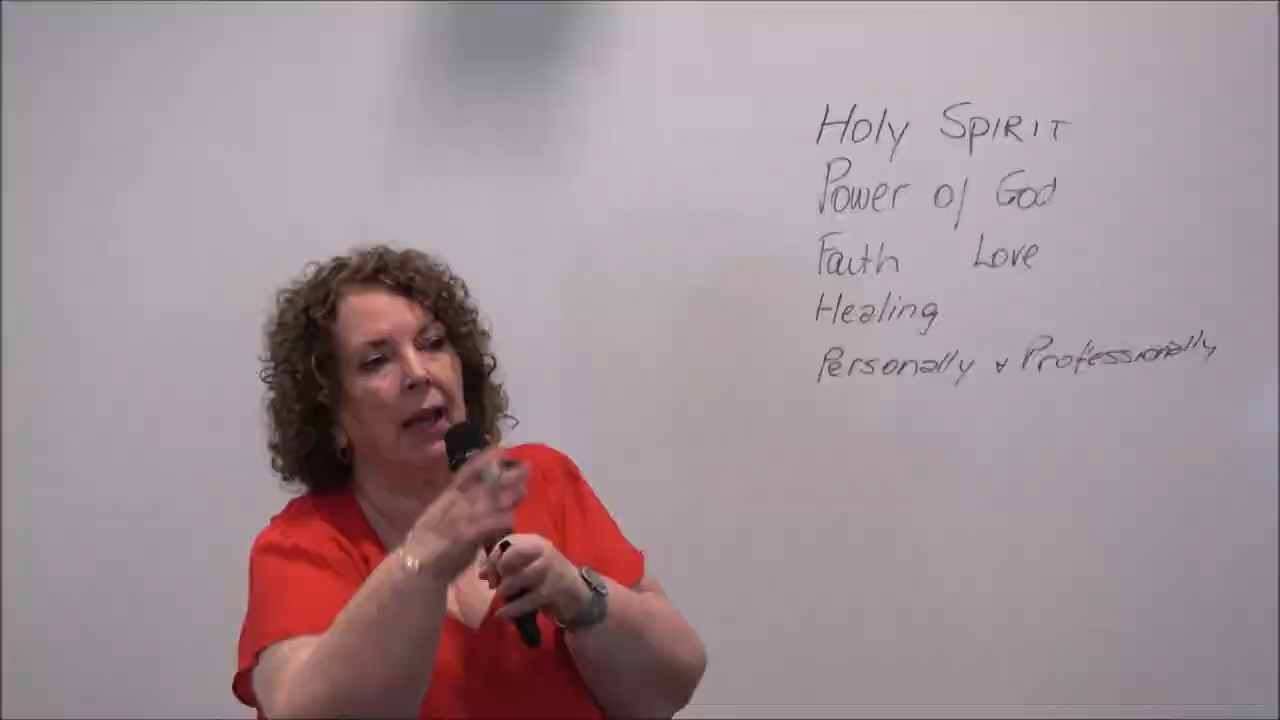 Holy SPIRIT
Power of God
Faith Love
Healing
Personally & Professionally